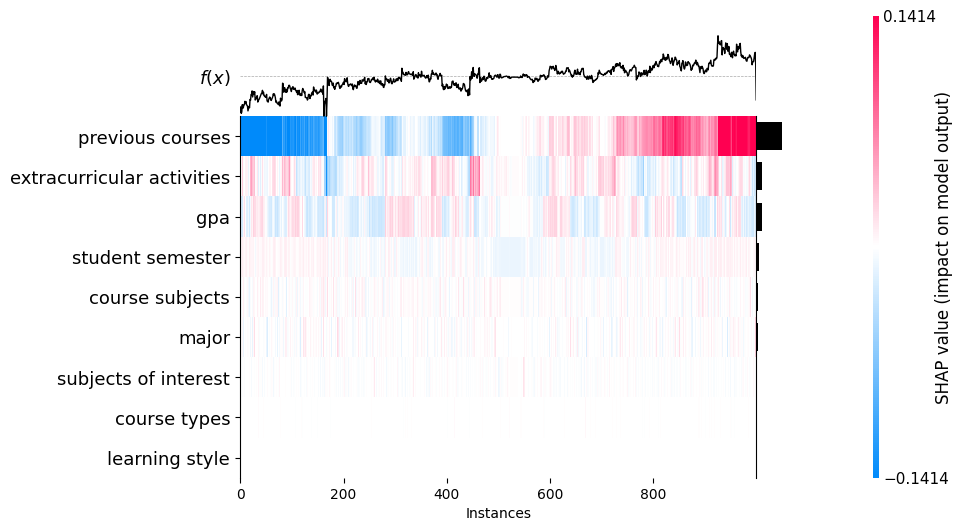 0.1414
f(x)
previous courses
extracurricular activities
gpa
student semester
course subjects
major
subjects of interest
course types
learning style
0 200 400 600 800
Instances
SHAP value (impact on model output)
−0.1414